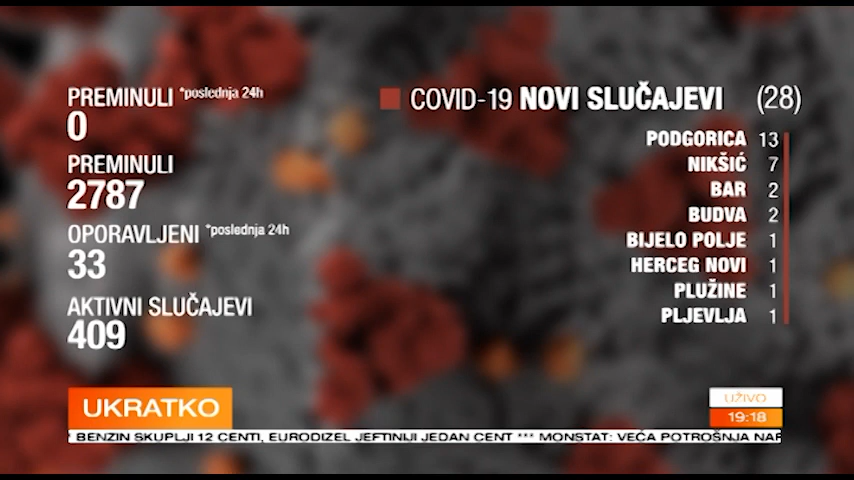 PREMINULI *poslednja 24h
0
PREMINULI
2787
OPORAVLJENI *poslednja 24h
33
AKTIVNI SLUČAJEVI
409
COVID-19 NOVI SLUČAJEVI (28)
PODGORICA 13
NIKŠIĆ 7
BAR 2
BUDVA 2
BIJELO POLJE 1
HERCEG NOVI 1
PLUŽINE 1
PLJEVLJA 1
UKRATKO
UŽIVO
19:18
BENZIN SKUPLJI 12 CENTI, EURODIZEL JEFTINIJI JEDAN CENT *** MONSTAT: VEĆA POTROŠNJA